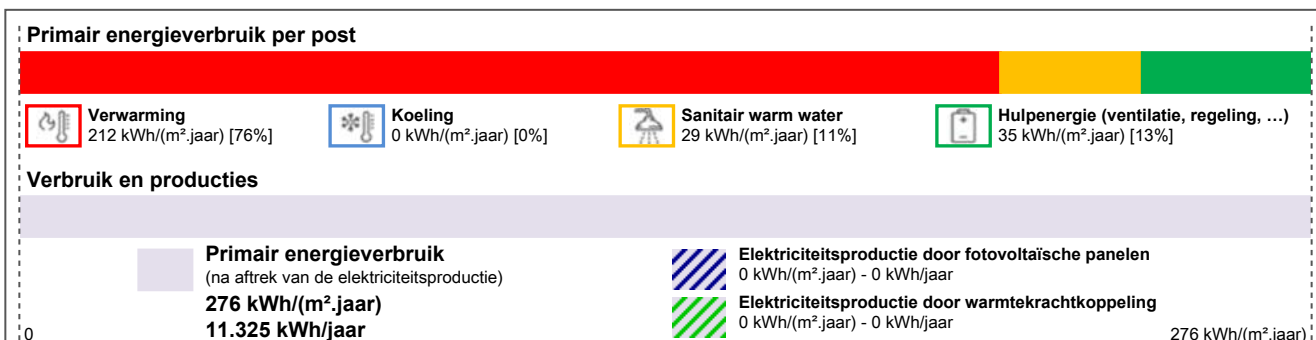 Primair energieverbruik per post
Verwarming
212 kWh/(m².jaar) [76%]
Koeling
0 kWh/(m².jaar) [0%]
Sanitair warm water
29 kWh/(m².jaar) [11%]
Hulpenergie (ventilatie, regeling, …)
35 kWh/(m².jaar) [13%]
Verbruik en producties
Primair energieverbruik
(na aftrek van de elektriciteitsproductie)
276 kWh/(m².jaar)
11.325 kWh/jaar
Elektriciteitsproductie door fotovoltaïsche panelen
0 kWh/(m².jaar) - 0 kWh/jaar
Elektriciteitsproductie door warmtekrachtkoppeling
0 kWh/(m².jaar) - 0 kWh/jaar
0
276 kWh/(m².jaar)